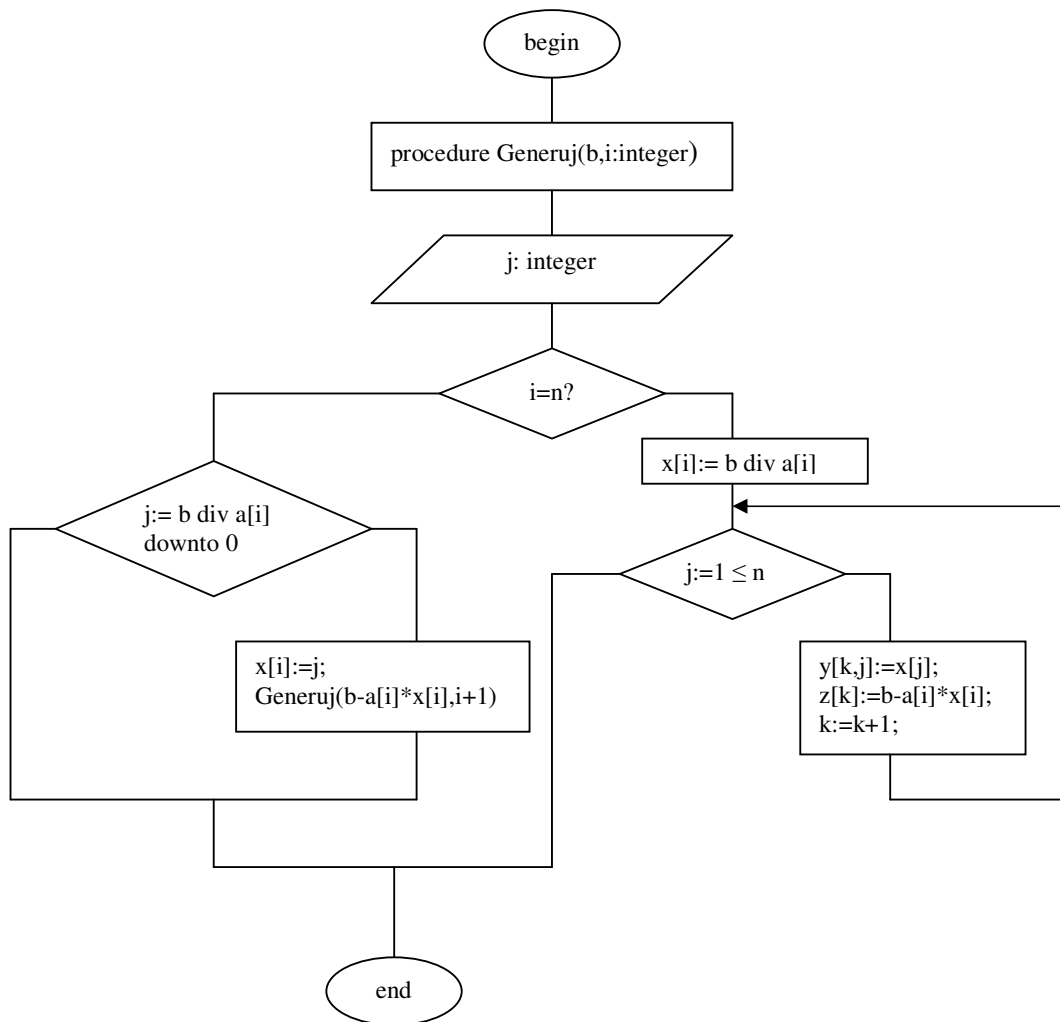 begin
procedure Generuj(b,i:integer)
j: integer
i=n?
x[i]:= b div a[i]
j:= b div a[i]
downto 0
j:=1 ≤ n
x[i]:=j;
Generuj(b-a[i]*x[i],i+1)
y[k,j]:=x[j];
z[k]:=b-a[i]*x[i];
k:=k+1;
end